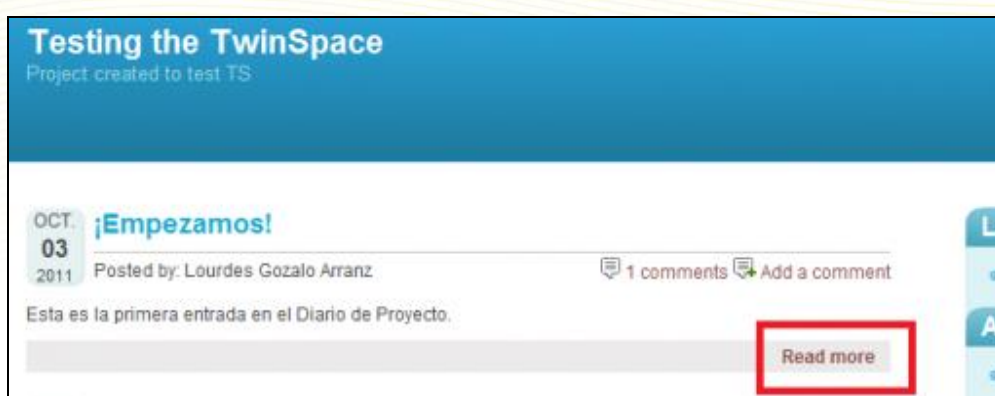 Testing the TwinSpace
Project created to test TS
OCT.
03
2011
¡Empezamos!
Posted by: Lourdes Gozalo Arranz
1 comments Add a comment
Esta es la primera entrada en el Diario de Proyecto.
Read more
L
A